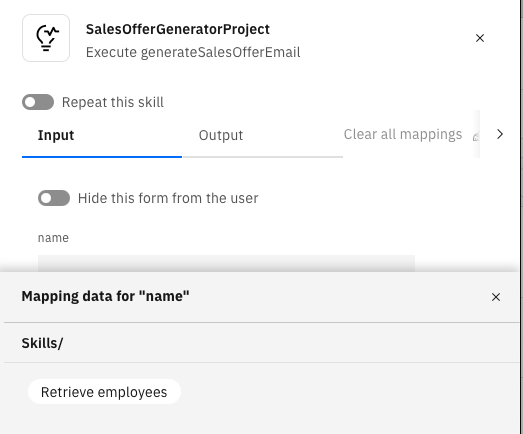 SalesOfferGeneratorProject
Execute generateSalesOfferEmail
Repeat this skill
Input
Output
Clear all mappings
Hide this form from the user
name
Mapping data for "name"
Skills/
Retrieve employees